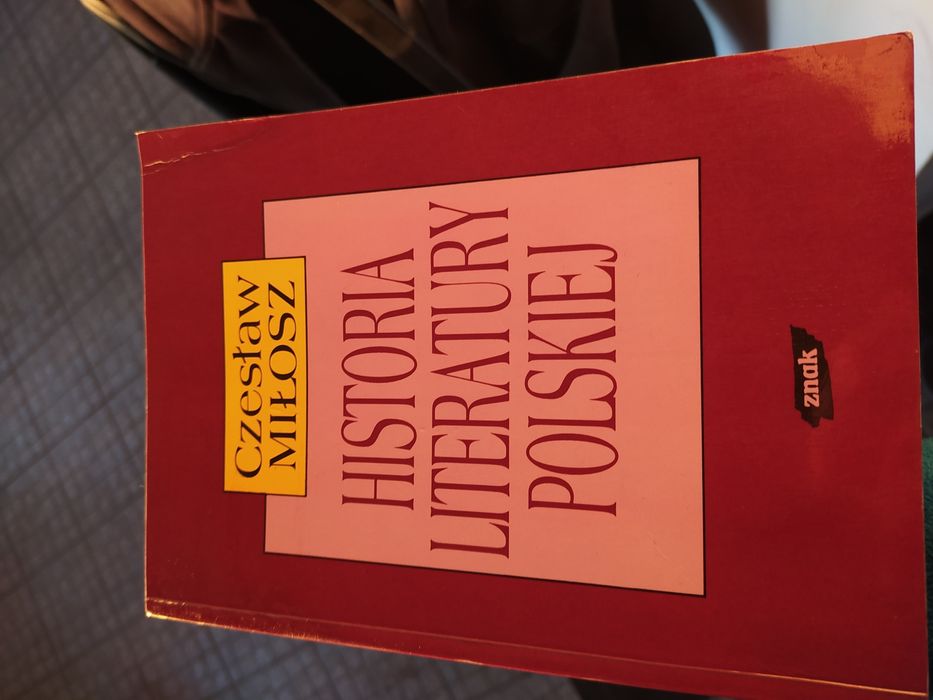 Czesław
MIŁOSZ
HISTORIA
LITERATURY
POLSKIEJ
znak